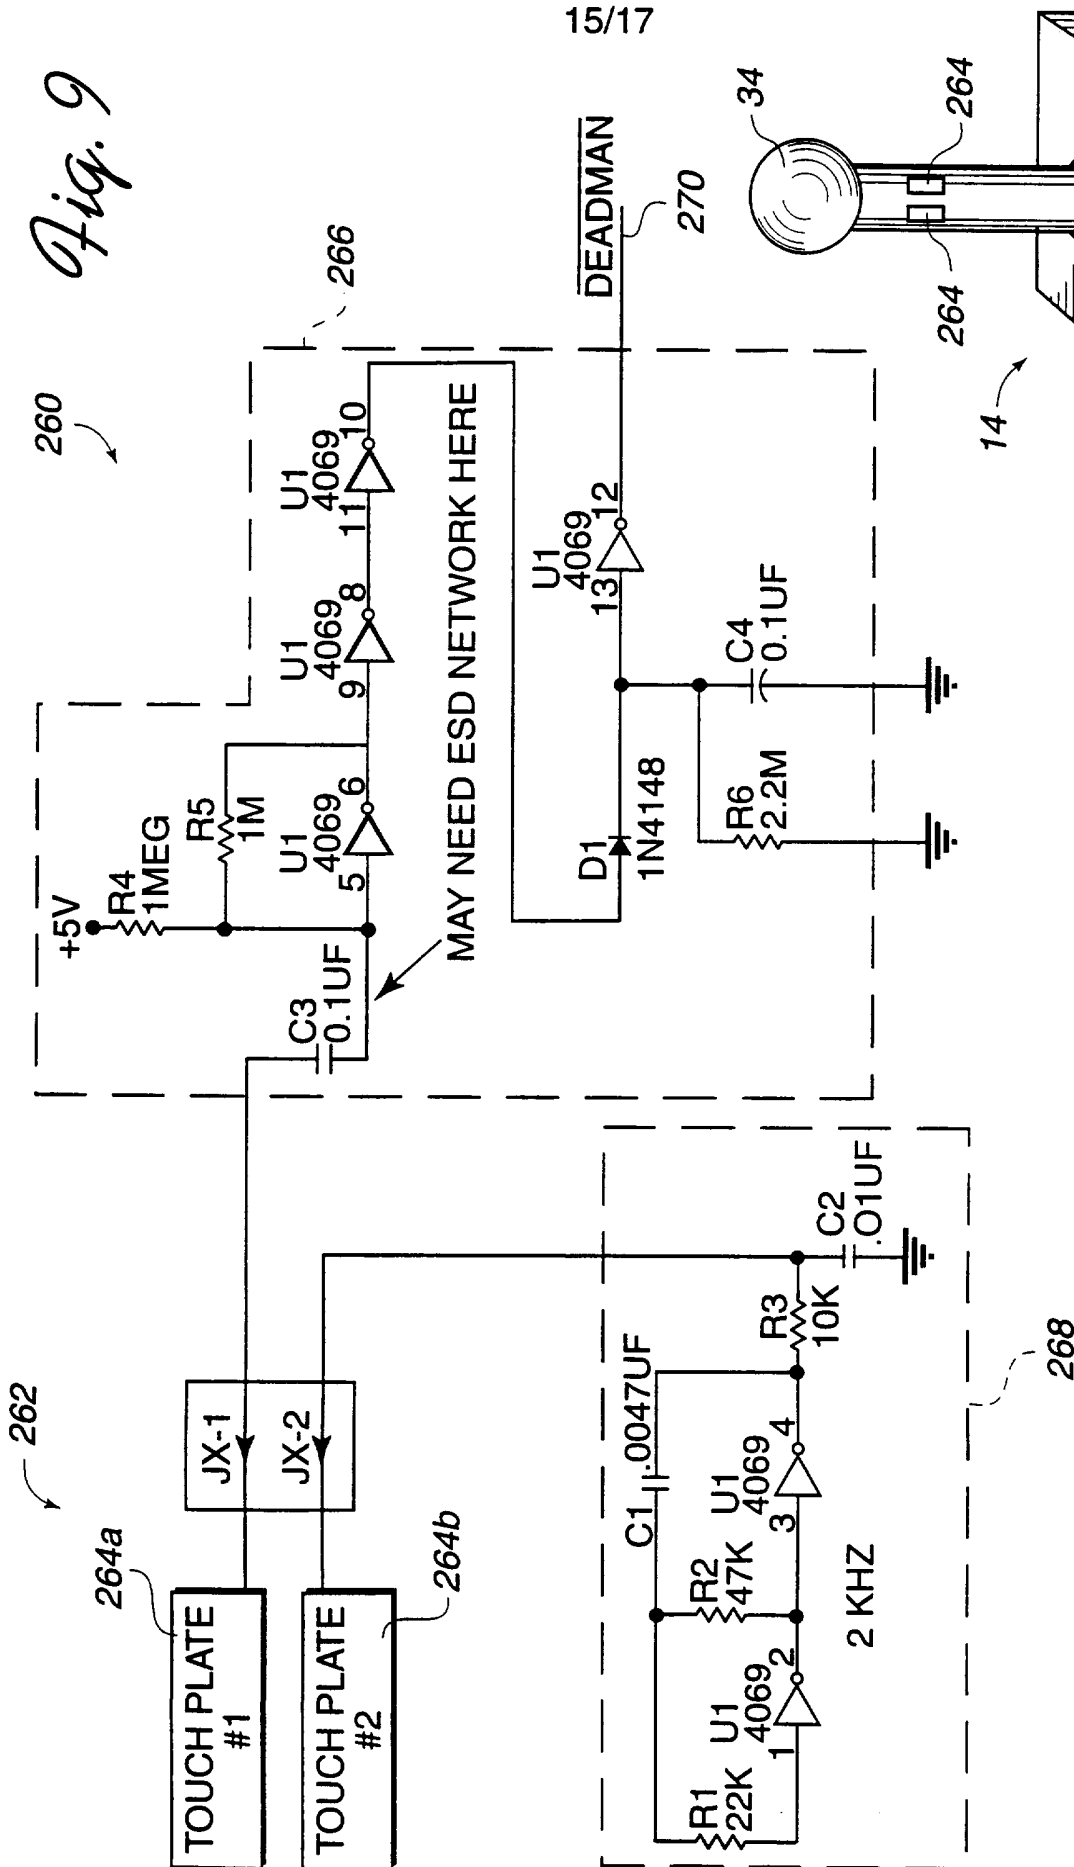 15/17
Fig. 9
260
266
262
264a
264b
TOUCH PLATE
#1
TOUCH PLATE
#2
JX-1
JX-2
C3
0.1UF
+5V
R4
1MEG
R5
1M
U1
4069
5
6
U1
4069
9
8
U1
4069
11
10
MAY NEED ESD NETWORK HERE
D1
1N4148
U1
4069
13
12
R6
2.2M
C4
0.1UF
DEADMAN
270
R1
22K
U1
4069
1
2
R2
47K
C1
.0047UF
U1
4069
3
4
R3
10K
C2
.O1UF
2 KHZ
268
14
34
264
264